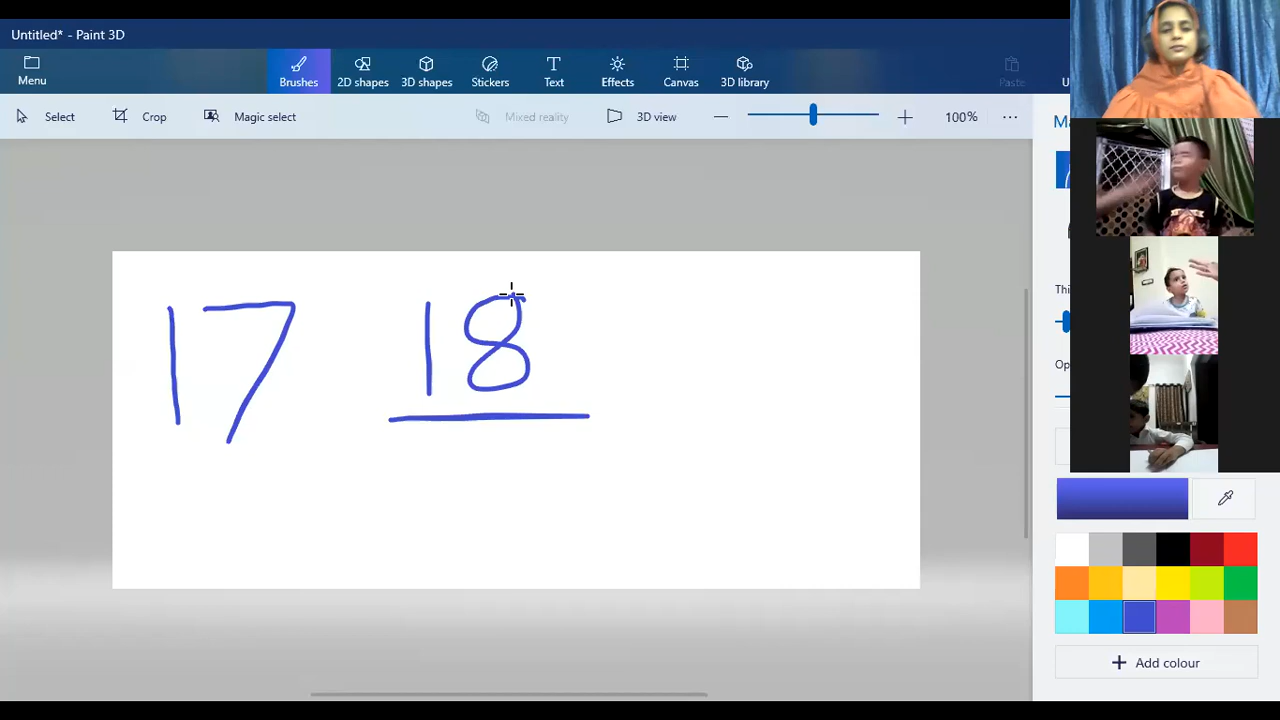 Untitled* - Paint 3D
Menu
Brushes 2D shapes 3D shapes Stickers Text Effects Canvas 3D library Paste
Select Crop Magic select Mixed reality 3D view 100%
17 18
Add colour